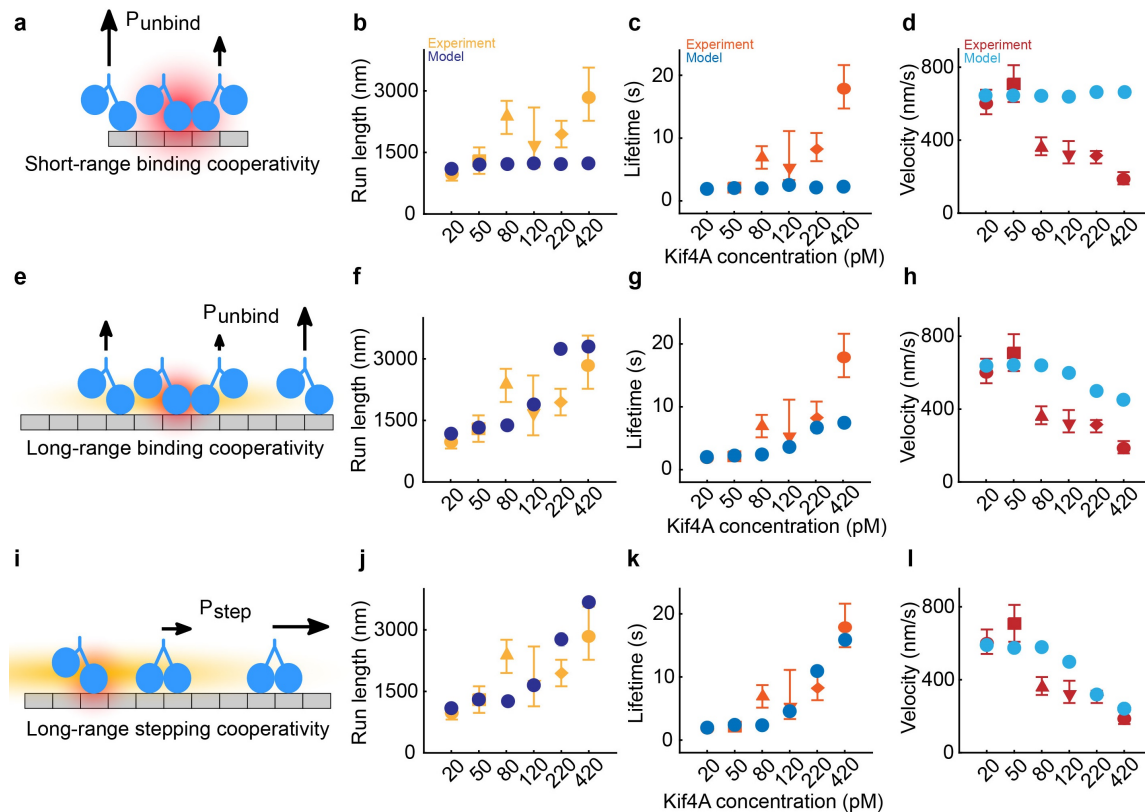 a
P unbind
Short-range binding cooperativity
b
Experiment
Model
Run length (nm)
3000
1500
0
20 50 80 120 220 420
c
Experiment
Model
Lifetime (s)
20
10
0
20 50 80 120 220 420
Kif4A concentration (pM)
d
Experiment
Model
Velocity (nm/s)
800
400
0
20 50 80 120 220 420
e
P unbind
Long-range binding cooperativity
f
Run length (nm)
3000
1500
0
20 50 80 120 220 420
g
Lifetime (s)
20
10
0
20 50 80 120 220 420
Kif4A concentration (pM)
h
Velocity (nm/s)
800
400
0
20 50 80 120 220 420
i
P step
Long-range stepping cooperativity
j
Run length (nm)
3000
1500
0
20 50 80 120 220 420
k
Lifetime (s)
20
10
0
20 50 80 120 220 420
Kif4A concentration (pM)
l
Velocity (nm/s)
800
400
0
20 50 80 120 220 420